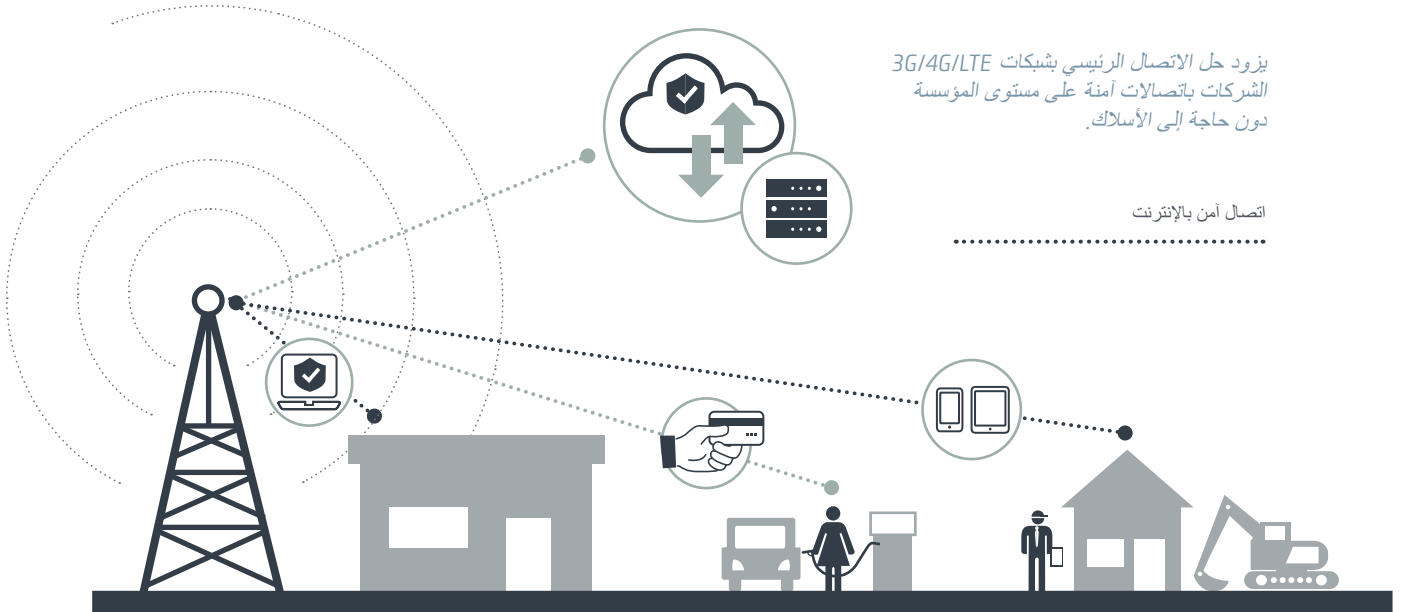 يزود حل الاتصال الرئيسي بشبكات 3G/4G/LTE
الشركات باتصالات آمنة على مستوى المؤسسة
دون حاجة إلى الأسلاك.
اتصال آمن بالإنترنت